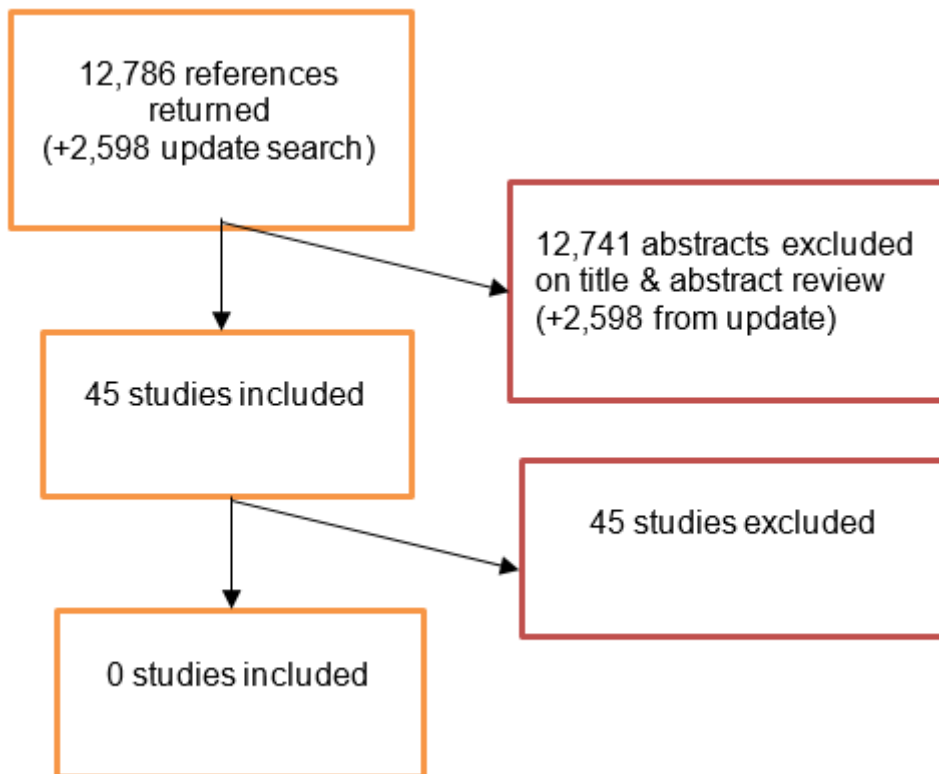 12,786 references
returned
(+2,598 update search)
12,741 abstracts excluded
on title & abstract review
(+2,598 from update)
45 studies included
45 studies excluded
0 studies included